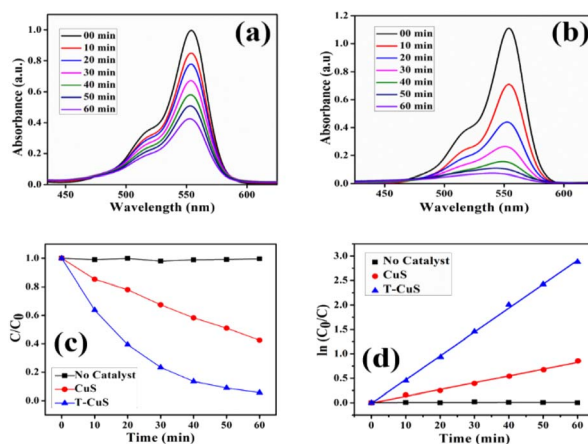 (a)
00 min
10 min
20 min
30 min
40 min
50 min
60 min
Absorbance (a.u.)
1.0
0.8
0.6
0.4
0.2
0.0
450 500 550 600
Wavelength (nm)
(b)
00 min
10 min
20 min
30 min
40 min
50 min
60 min
Absorbance (a.u)
1.2
1.0
0.8
0.6
0.4
0.2
0.0
450 500 550 600
Wavelength (nm)
C/C0
1.0
0.8
0.6
0.4
0.2
0.0
(c)
No Catalyst
CuS
T-CuS
0 10 20 30 40 50 60
Time (min)
ln (C0/C)
3.0
2.5
2.0
1.5
1.0
0.5
0.0
No Catalyst
CuS
T-CuS
(d)
0 10 20 30 40 50 60
Time (min)